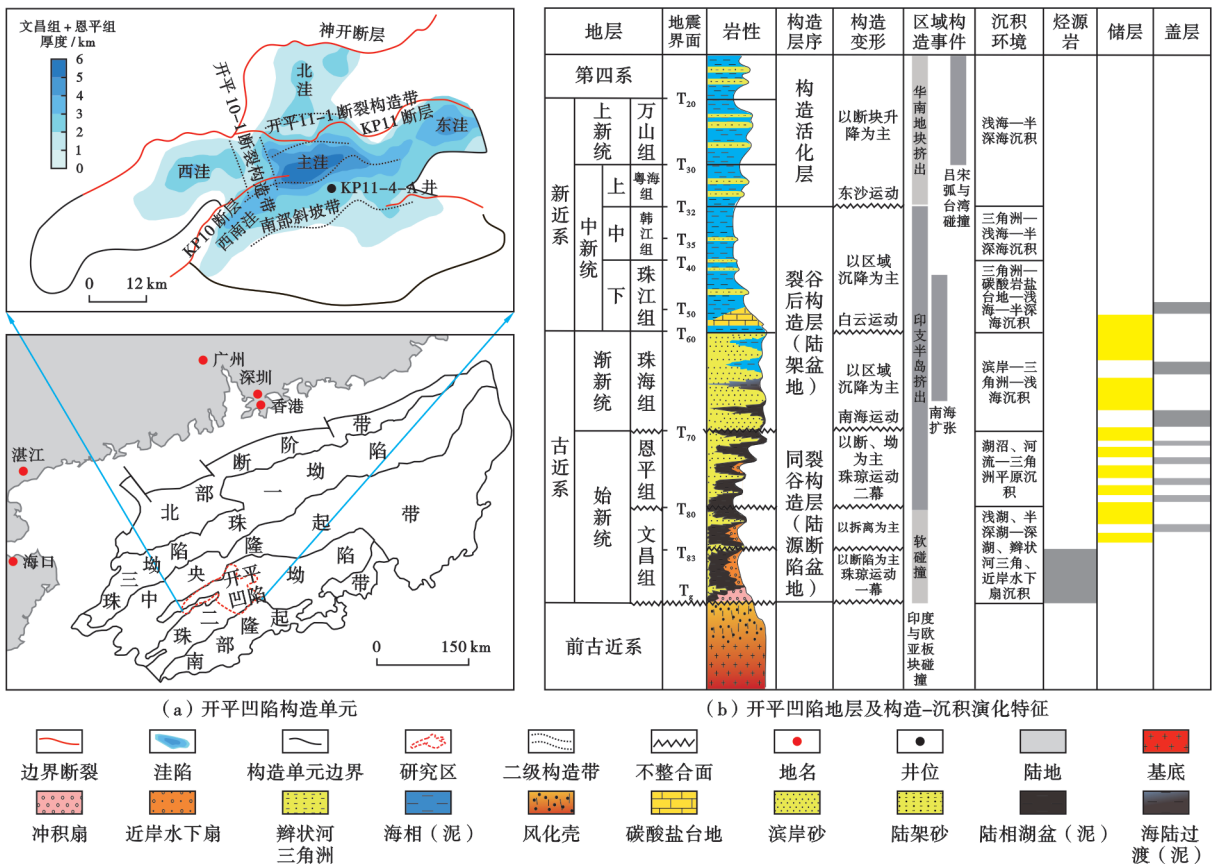 文昌组+恩平组
厚度/km
6
5
4
3
2
1
0
神开断层
北洼
开平10-1断裂构造带
开平11-1断裂构造带
KP11断层
东洼
西洼
主洼
KP11-4-A井
KP10断层
西南洼
南部斜坡带
0 12 km
广州
深圳
香港
湛江
海口
北部断阶带
珠一坳陷
珠三坳陷
中央隆起带
开平凹陷
珠二坳陷
南部隆起带
0 150 km
(a)开平凹陷构造单元
地层
地震界面
岩性
构造层序
构造变形
区域构造事件
沉积环境
烃源岩
储层
盖层
第四系
新近系
上新统
万山组
中新统
上
粤海组
中
韩江组
下
珠江组
古近系
渐新统
珠海组
始新统
恩平组
文昌组
前古近系
T20
T30
T32
T35
T40
T50
T60
T70
T80
T83
Tg
构造活化层
裂谷后构造层(陆架盆地)
同裂谷构造层(陆源断陷盆地)
以断块升降为主
东沙运动
以区域沉降为主
白云运动
以区域沉降为主
南海运动
以断、坳为主
珠琼运动二幕
以拆离为主
以断陷为主
珠琼运动一幕
华南地块挤出
吕宋岛弧与台湾碰撞
印支半岛挤出
南海扩张
软碰撞
印度与欧亚板块碰撞
浅海—半深海沉积
三角洲—浅海—半深海沉积
三角洲—碳酸岩盐台地—浅海—半深海沉积
滨岸—三角洲—浅海沉积
湖沼、河流—三角洲平原沉积
浅湖、半深湖—深湖、辫状河三角、近岸水下扇沉积
(b)开平凹陷地层及构造-沉积演化特征
边界断裂
洼陷
构造单元边界
研究区
二级构造带
不整合面
地名
井位
陆地
基底
冲积扇
近岸水下扇
辫状河三角洲
海相(泥)
风化壳
碳酸盐台地
滨岸砂
陆架砂
陆相湖盆(泥)
海陆过渡(泥)